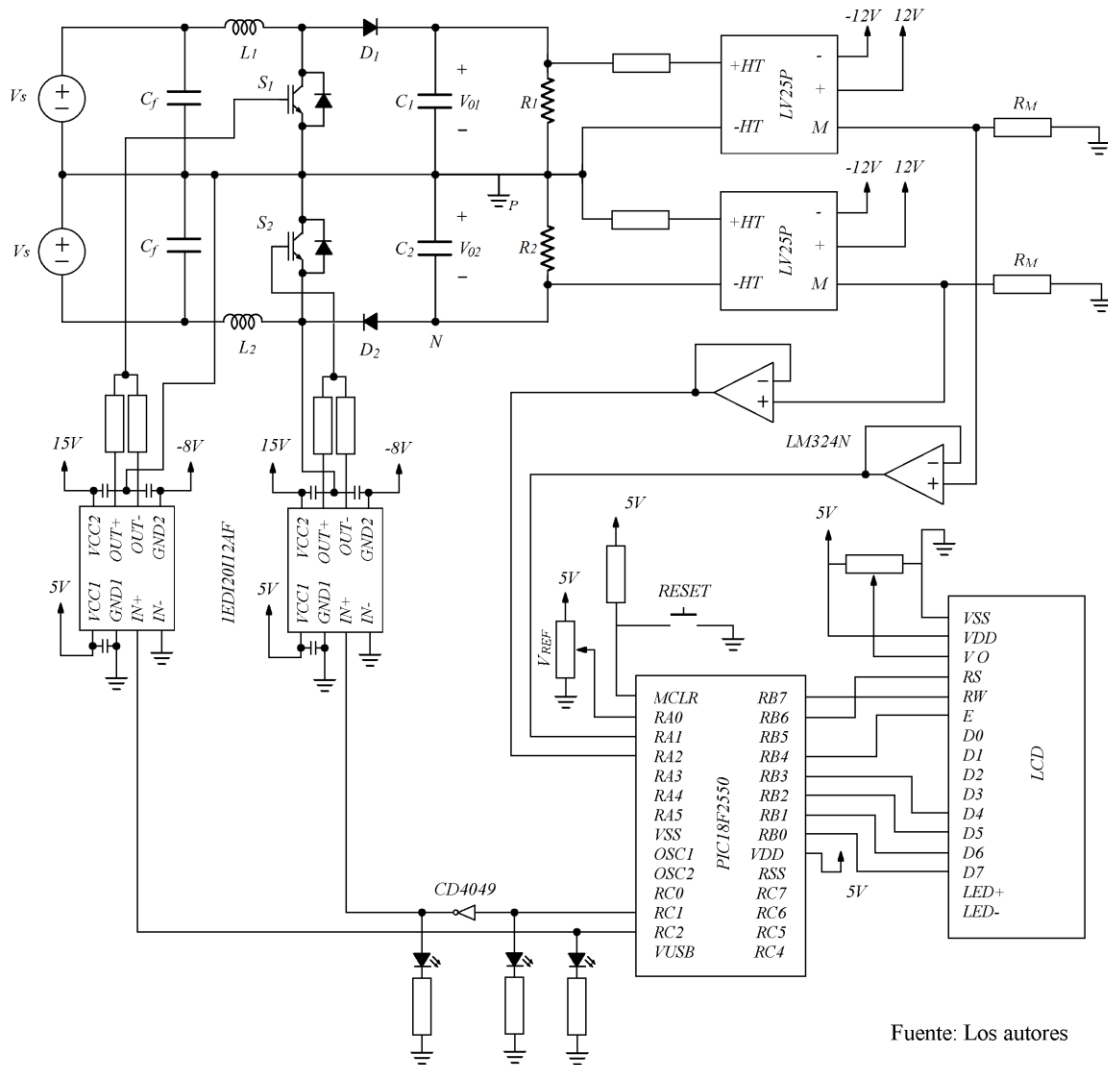 L1
D1
-12V
12V
+HT
-
+
LV25P
-HT
M
RM
Vs
Cf
S1
C1
+
V01
-
R1
P
-12V
12V
+HT
-
+
LV25P
-HT
M
RM
Vs
Cf
S2
C2
+
V02
-
R2
L2
D2
N
-
+
LM324N
-
+
15V
-8V
VCC2
OUT+
OUT-
GND2
VCC1
GND1
IN+
IN-
5V
1EDI20I12AF
15V
-8V
VCC2
OUT+
OUT-
GND2
VCC1
GND1
IN+
IN-
5V
5V
RESET
5V
VREF
5V
PIC18F2550
MCLR
RA0
RA1
RA2
RA3
RA4
RA5
VSS
OSC1
OSC2
RC0
RC1
RC2
VUSB
RB7
RB6
RB5
RB4
RB3
RB2
RB1
RB0
VDD
RSS
RC7
RC6
RC5
RC4
5V
LCD
VSS
VDD
VO
RS
RW
E
D0
D1
D2
D3
D4
D5
D6
D7
LED+
LED-
CD4049
Fuente: Los autores